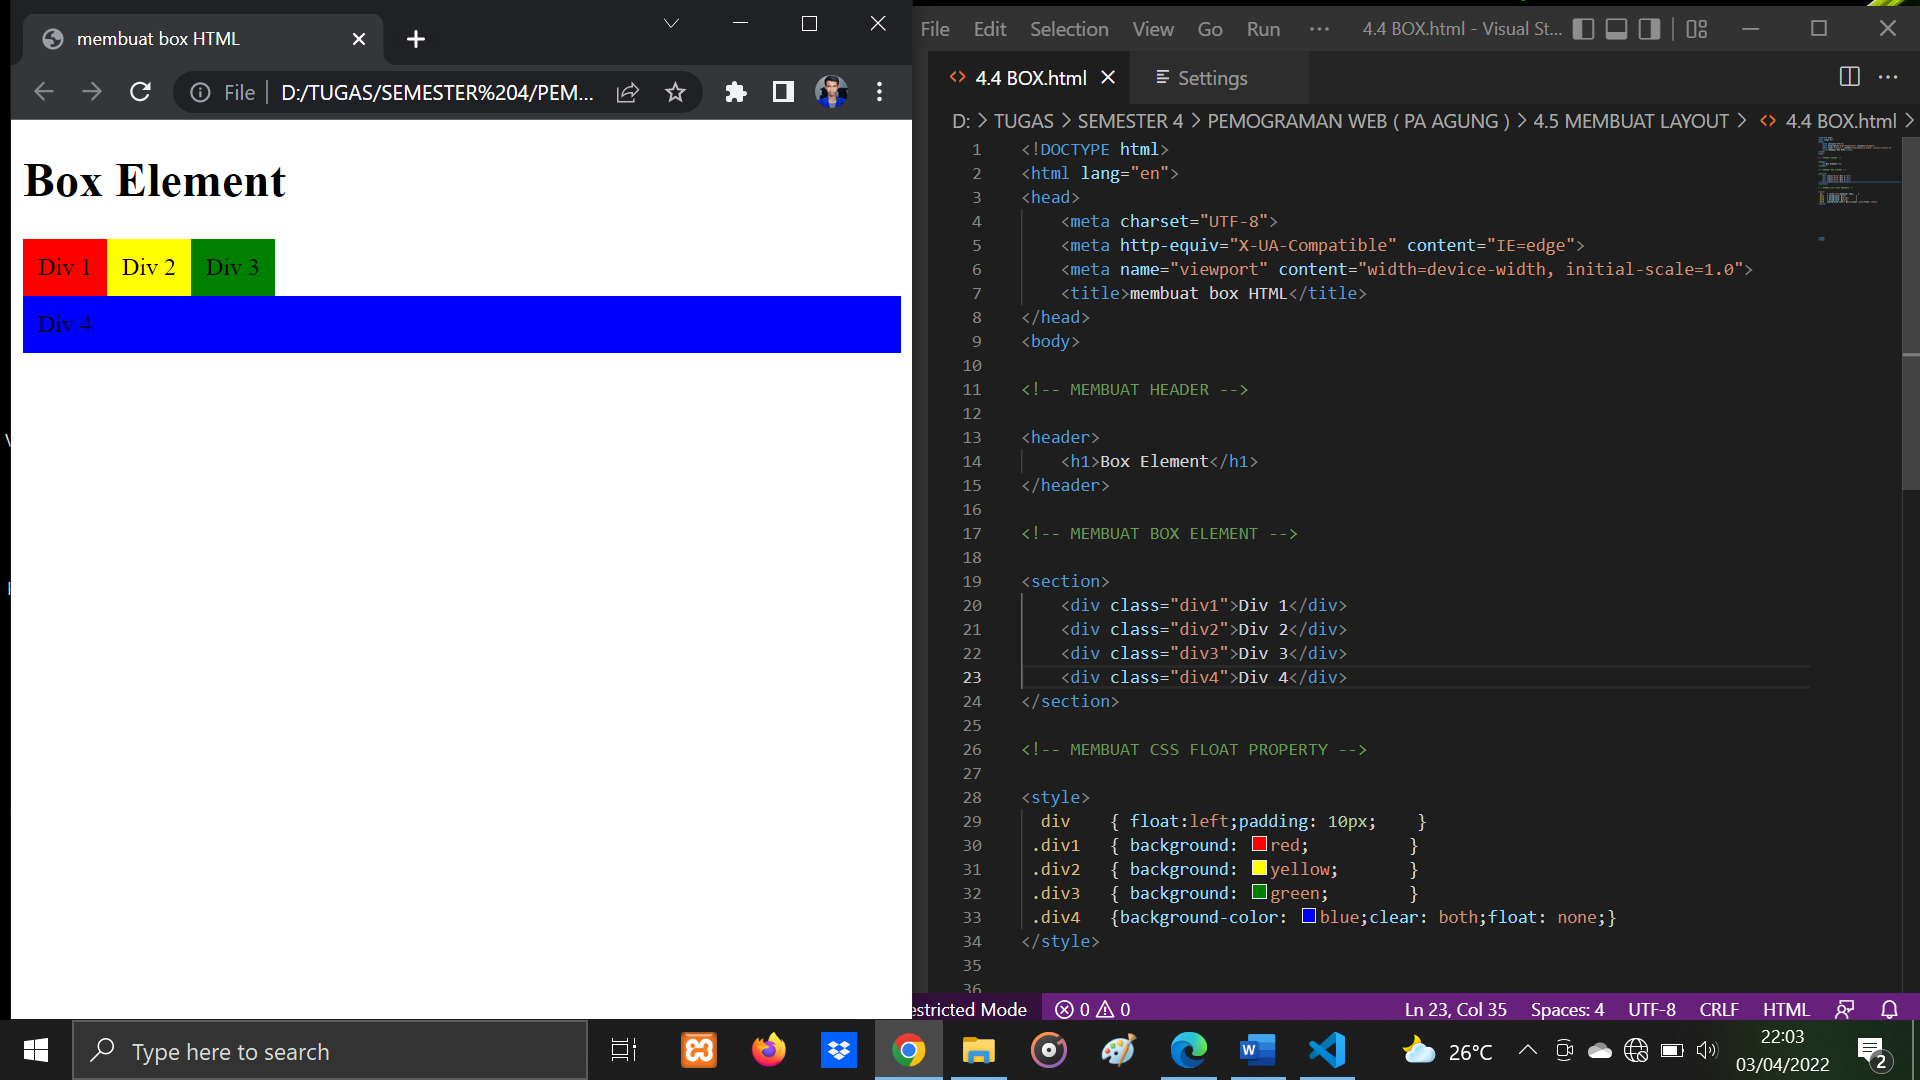 membuat box HTML
File D:/TUGAS/SEMESTER%204/PEM...
Box Element
Div 1 Div 2 Div 3
Div 4
File Edit Selection View Go Run ··· 4.4 BOX.html - Visual St...
4.4 BOX.html Settings
D: > TUGAS > SEMESTER 4 > PEMOGRAMAN WEB ( PA AGUNG ) > 4.5 MEMBUAT LAYOUT > 4.4 BOX.html >
1 <!DOCTYPE html>
2 <html lang="en">
3 <head>
4 <meta charset="UTF-8">
5 <meta http-equiv="X-UA-Compatible" content="IE=edge">
6 <meta name="viewport" content="width=device-width, initial-scale=1.0">
7 <title>membuat box HTML</title>
8 </head>
9 <body>
10
11 <!-- MEMBUAT HEADER -->
12
13 <header>
14 <h1>Box Element</h1>
15 </header>
16
17 <!-- MEMBUAT BOX ELEMENT -->
18
19 <section>
20 <div class="div1">Div 1</div>
21 <div class="div2">Div 2</div>
22 <div class="div3">Div 3</div>
23 <div class="div4">Div 4</div>
24 </section>
25
26 <!-- MEMBUAT CSS FLOAT PROPERTY -->
27
28 <style>
29 div { float:left;padding: 10px; }
30 .div1 { background: red; }
31 .div2 { background: yellow; }
32 .div3 { background: green; }
33 .div4 {background-color: blue;clear: both;float: none;}
34 </style>
35
36
estricted Mode 0 0 Ln 23, Col 35 Spaces: 4 UTF-8 CRLF HTML
Type here to search
26°C
22:03
03/04/2022
2